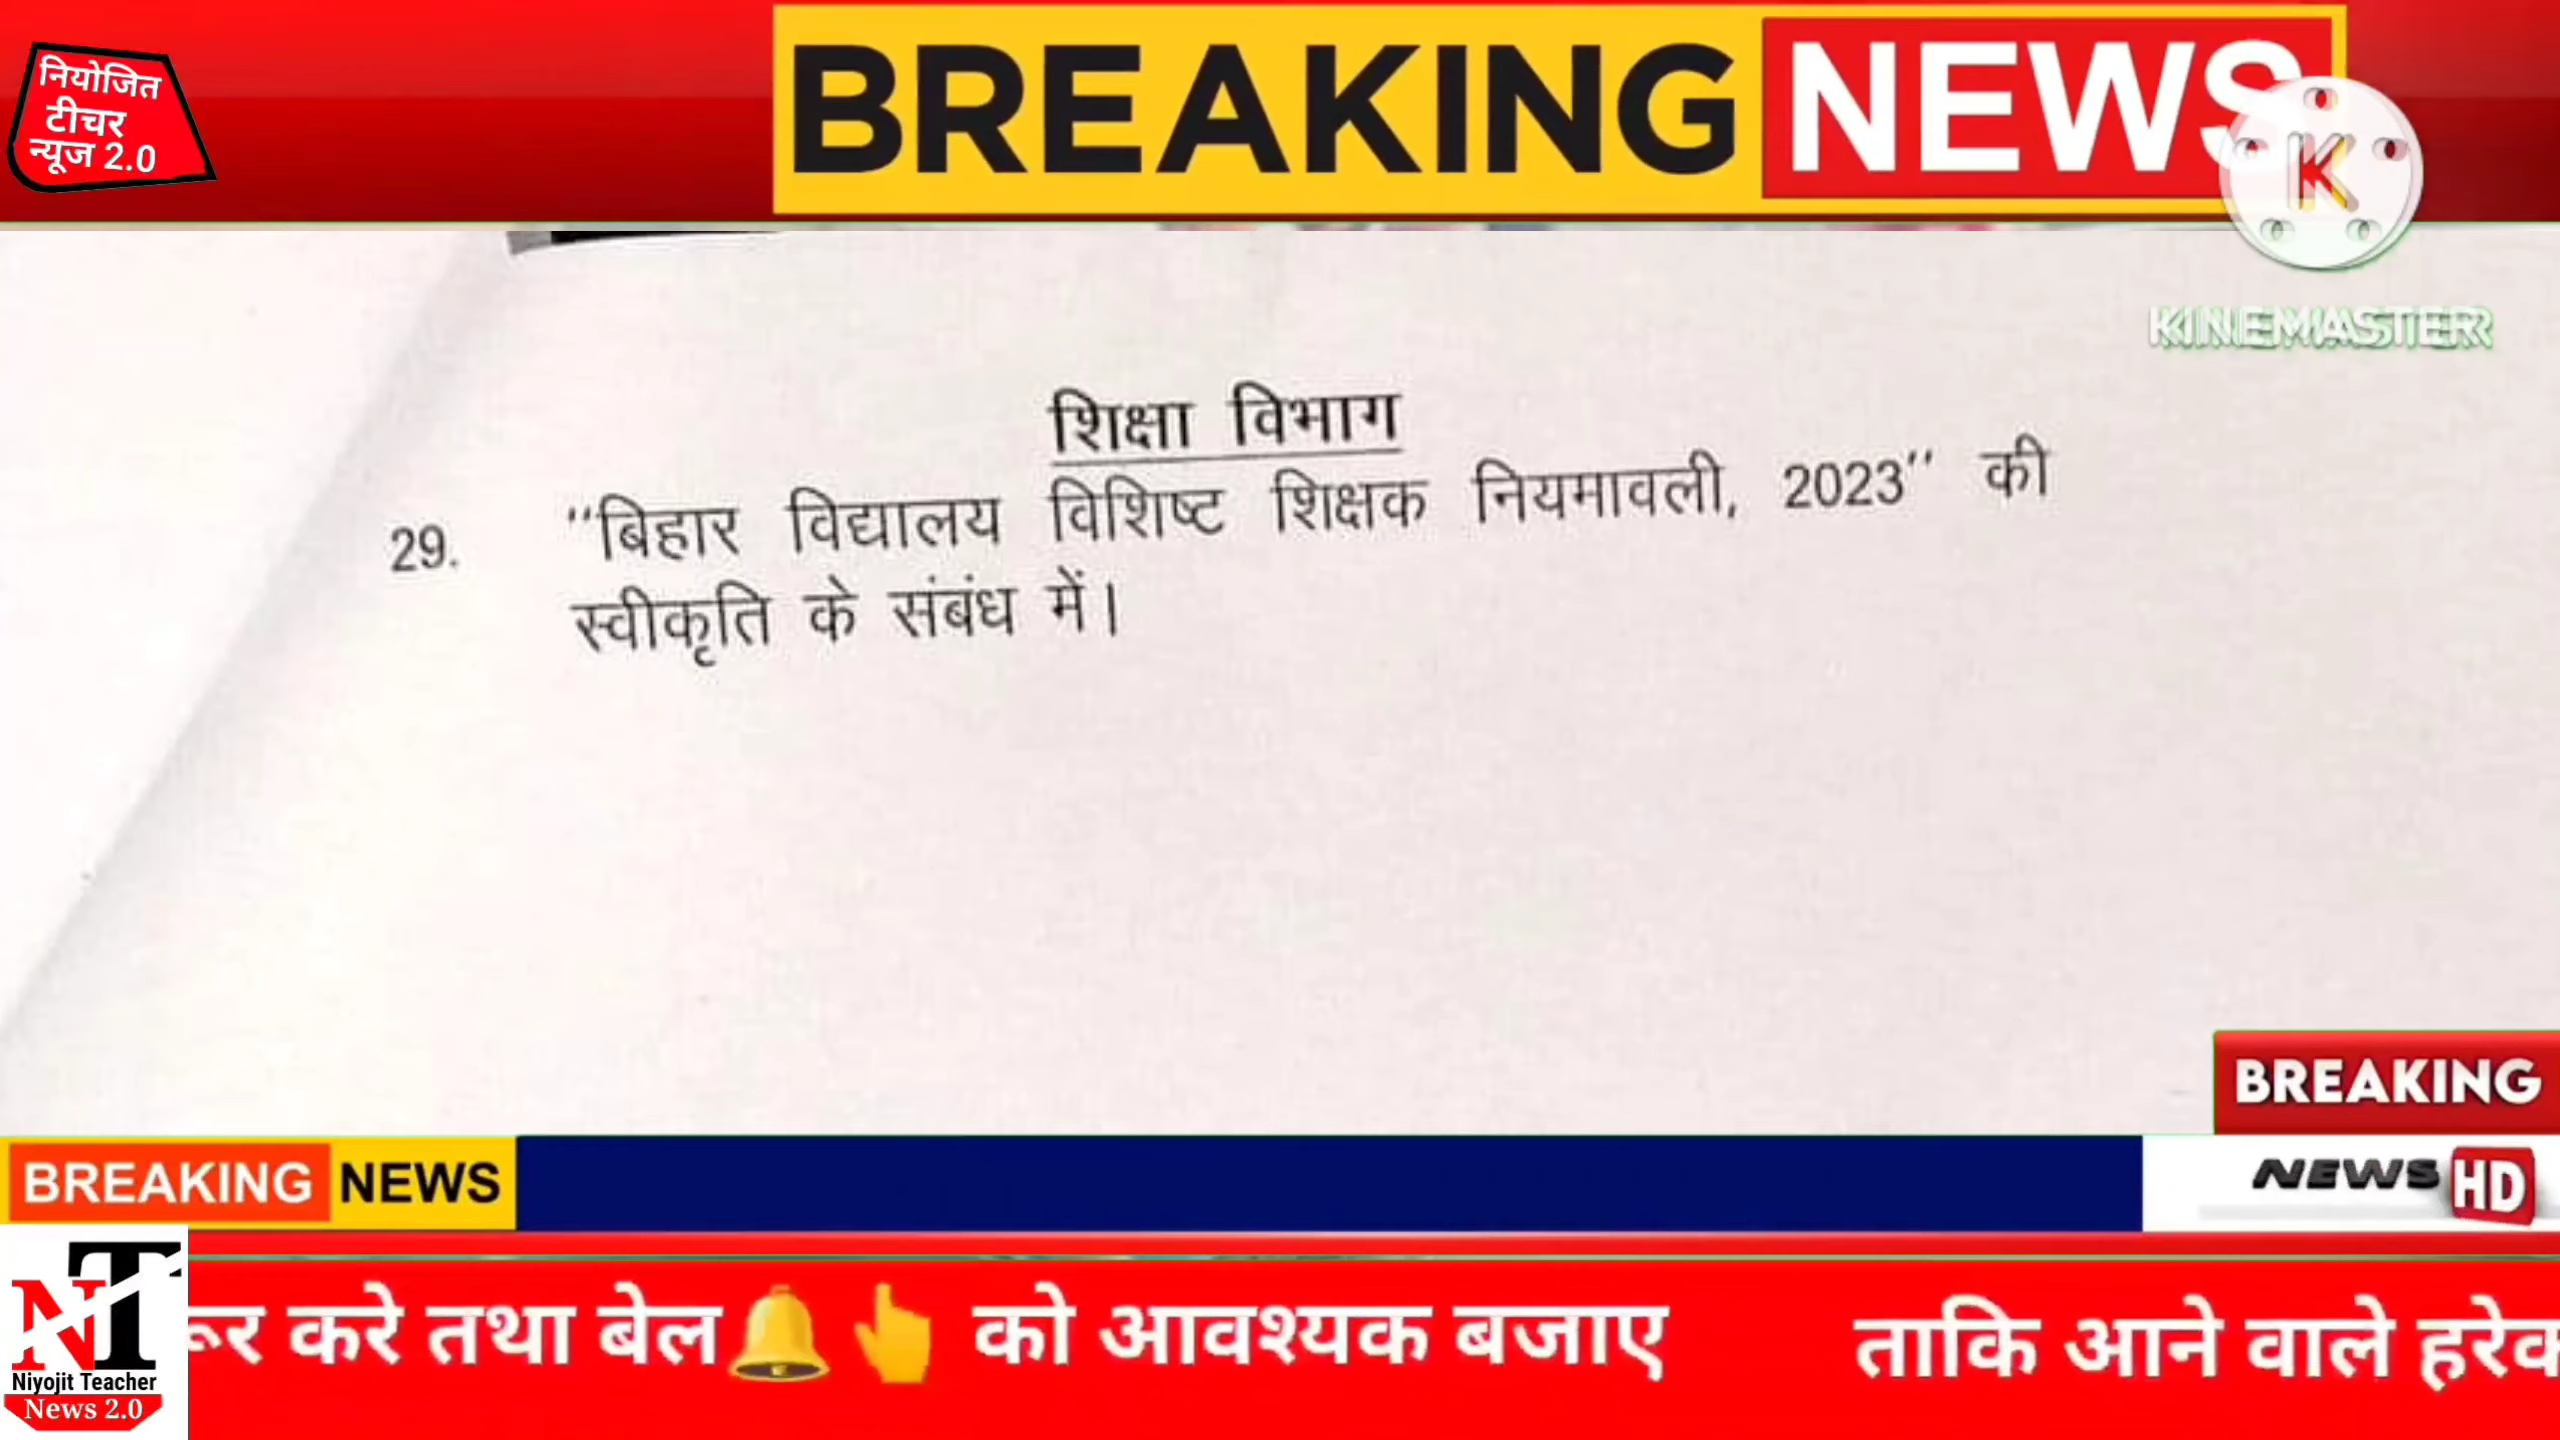 नियोजित
टीचर
न्यूज 2.0
BREAKING NEWS
K
KINEMASTER
शिक्षा विभाग
29. "बिहार विद्यालय विशिष्ट शिक्षक नियमावली, 2023" की
स्वीकृति के संबंध में।
BREAKING
BREAKING NEWS
NEWS HD
NT
Niyojit Teacher
News 2.0
करे तथा बेल🔔👆 को आवश्यक बजाए ताकि आने वाले